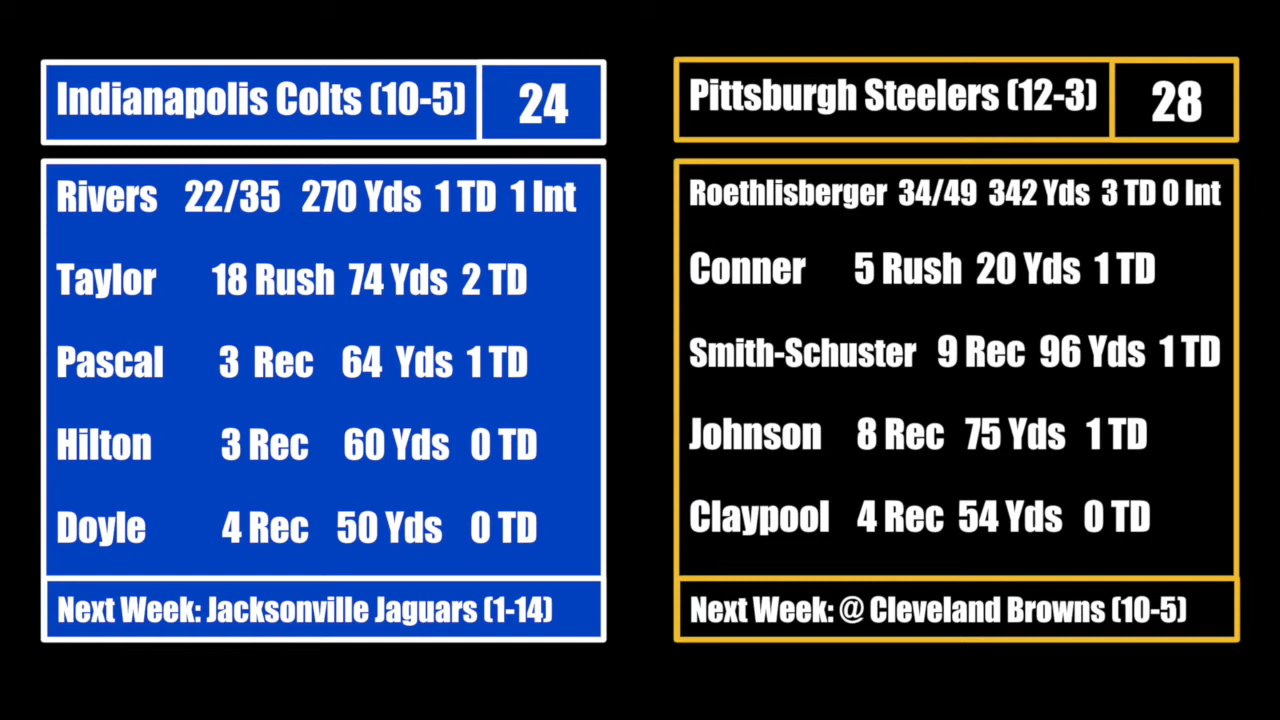 Indianapolis Colts (10-5) 24
Rivers 22/35 270 Yds 1 TD 1 Int
Taylor 18 Rush 74 Yds 2 TD
Pascal 3 Rec 64 Yds 1 TD
Hilton 3 Rec 60 Yds 0 TD
Doyle 4 Rec 50 Yds 0 TD
Next Week: Jacksonville Jaguars (1-14)
Pittsburgh Steelers (12-3) 28
Roethlisberger 34/49 342 Yds 3 TD 0 Int
Conner 5 Rush 20 Yds 1 TD
Smith-Schuster 9 Rec 96 Yds 1 TD
Johnson 8 Rec 75 Yds 1 TD
Claypool 4 Rec 54 Yds 0 TD
Next Week: @ Cleveland Browns (10-5)